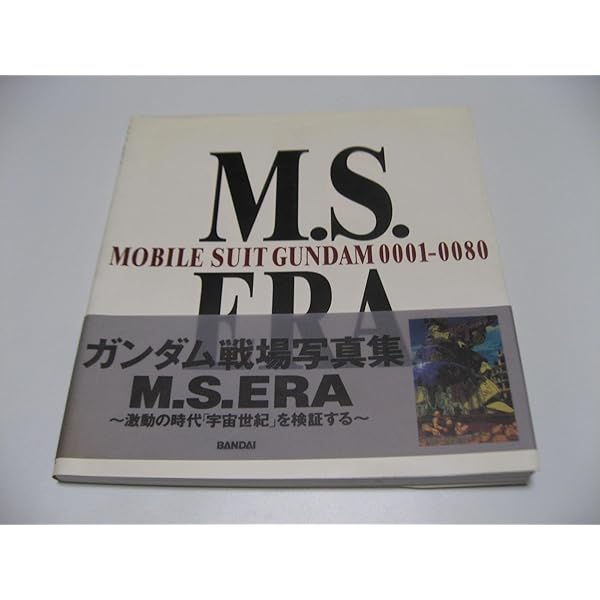 M.S.
MOBILE SUIT GUNDAM 0001-0080
ERA
ガンダム戦場写真集
M.S.ERA
〜激動の時代「宇宙世紀」を検証する〜
BANDAI